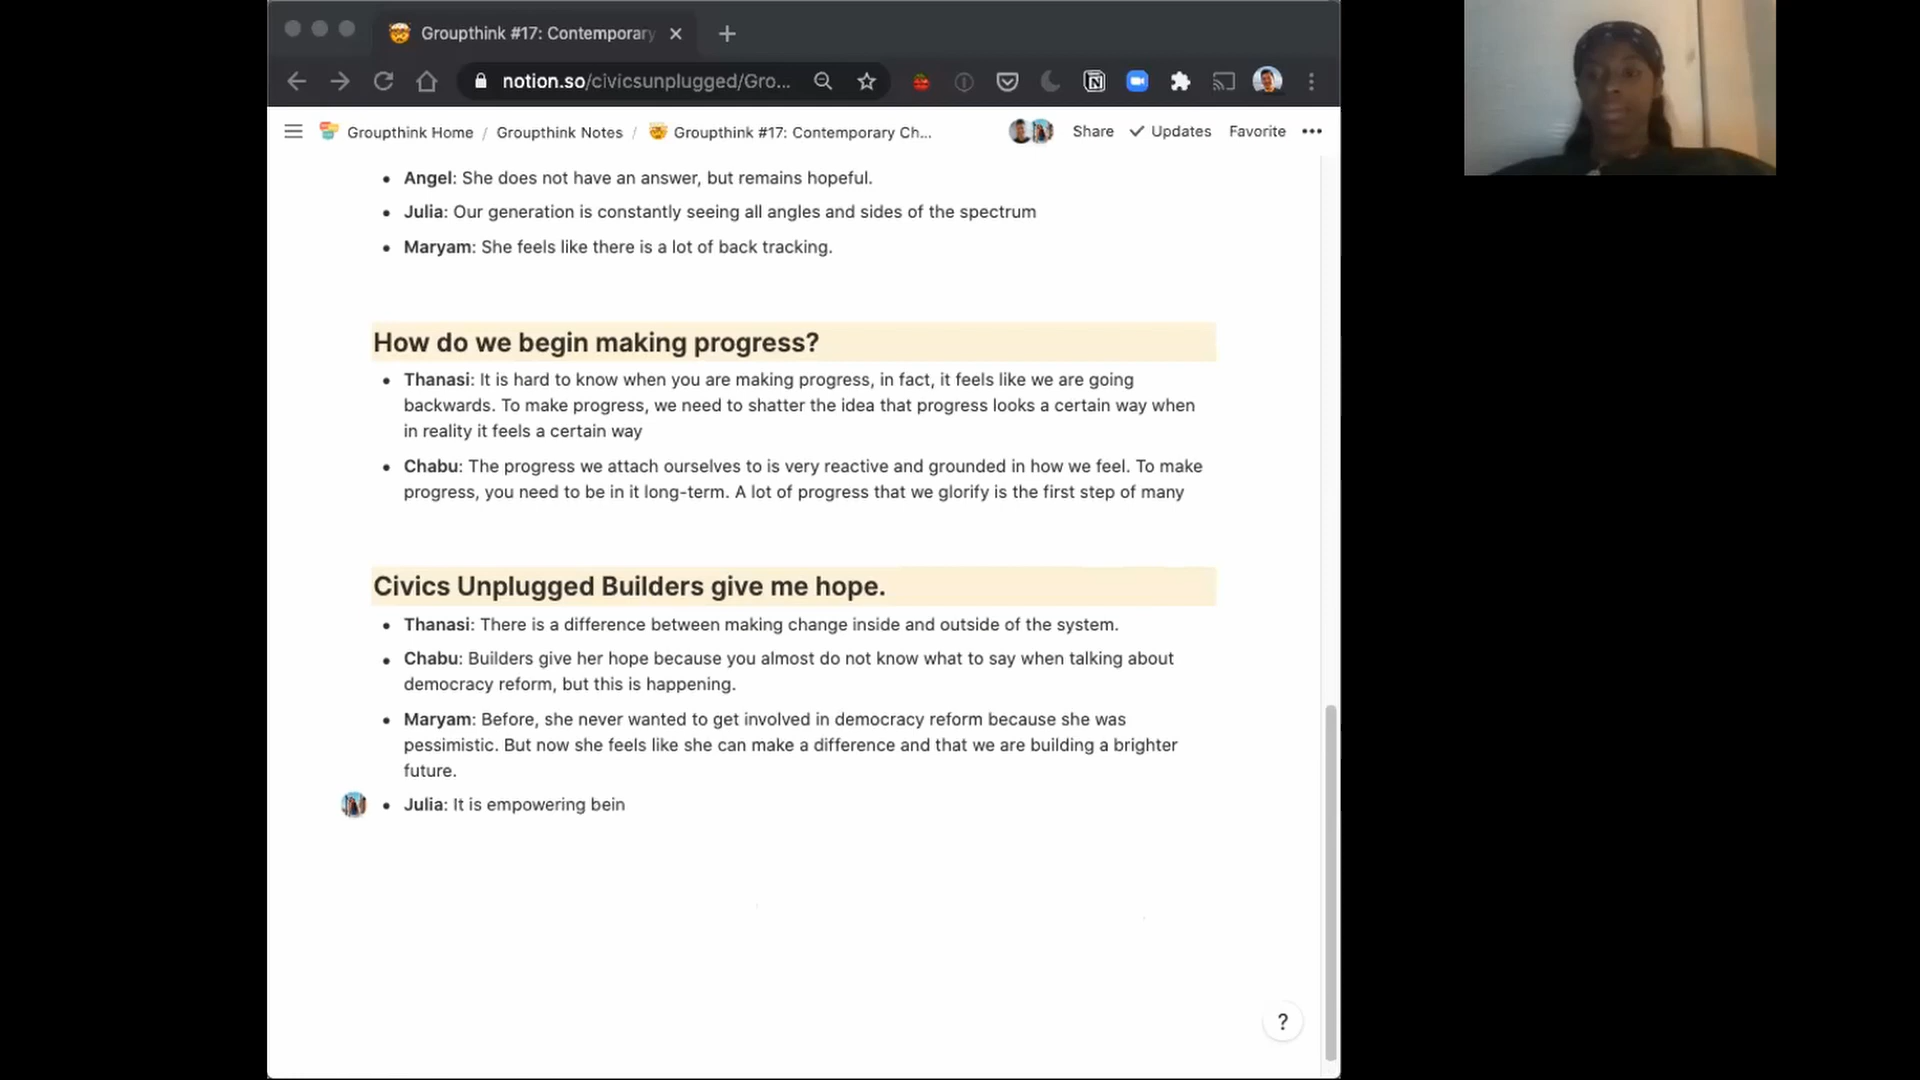 Groupthink #17: Contemporary
notion.so/civicsunplugged/Gro...
Groupthink Home / Groupthink Notes / Groupthink #17: Contemporary Ch...
Share Updates Favorite
Angel: She does not have an answer, but remains hopeful.
Julia: Our generation is constantly seeing all angles and sides of the spectrum
Maryam: She feels like there is a lot of back tracking.
How do we begin making progress?
Thanasi: It is hard to know when you are making progress, in fact, it feels like we are going
backwards. To make progress, we need to shatter the idea that progress looks a certain way when
in reality it feels a certain way
Chabu: The progress we attach ourselves to is very reactive and grounded in how we feel. To make
progress, you need to be in it long-term. A lot of progress that we glorify is the first step of many
Civics Unplugged Builders give me hope.
Thanasi: There is a difference between making change inside and outside of the system.
Chabu: Builders give her hope because you almost do not know what to say when talking about
democracy reform, but this is happening.
Maryam: Before, she never wanted to get involved in democracy reform because she was
pessimistic. But now she feels like she can make a difference and that we are building a brighter
future.
Julia: It is empowering bein
?